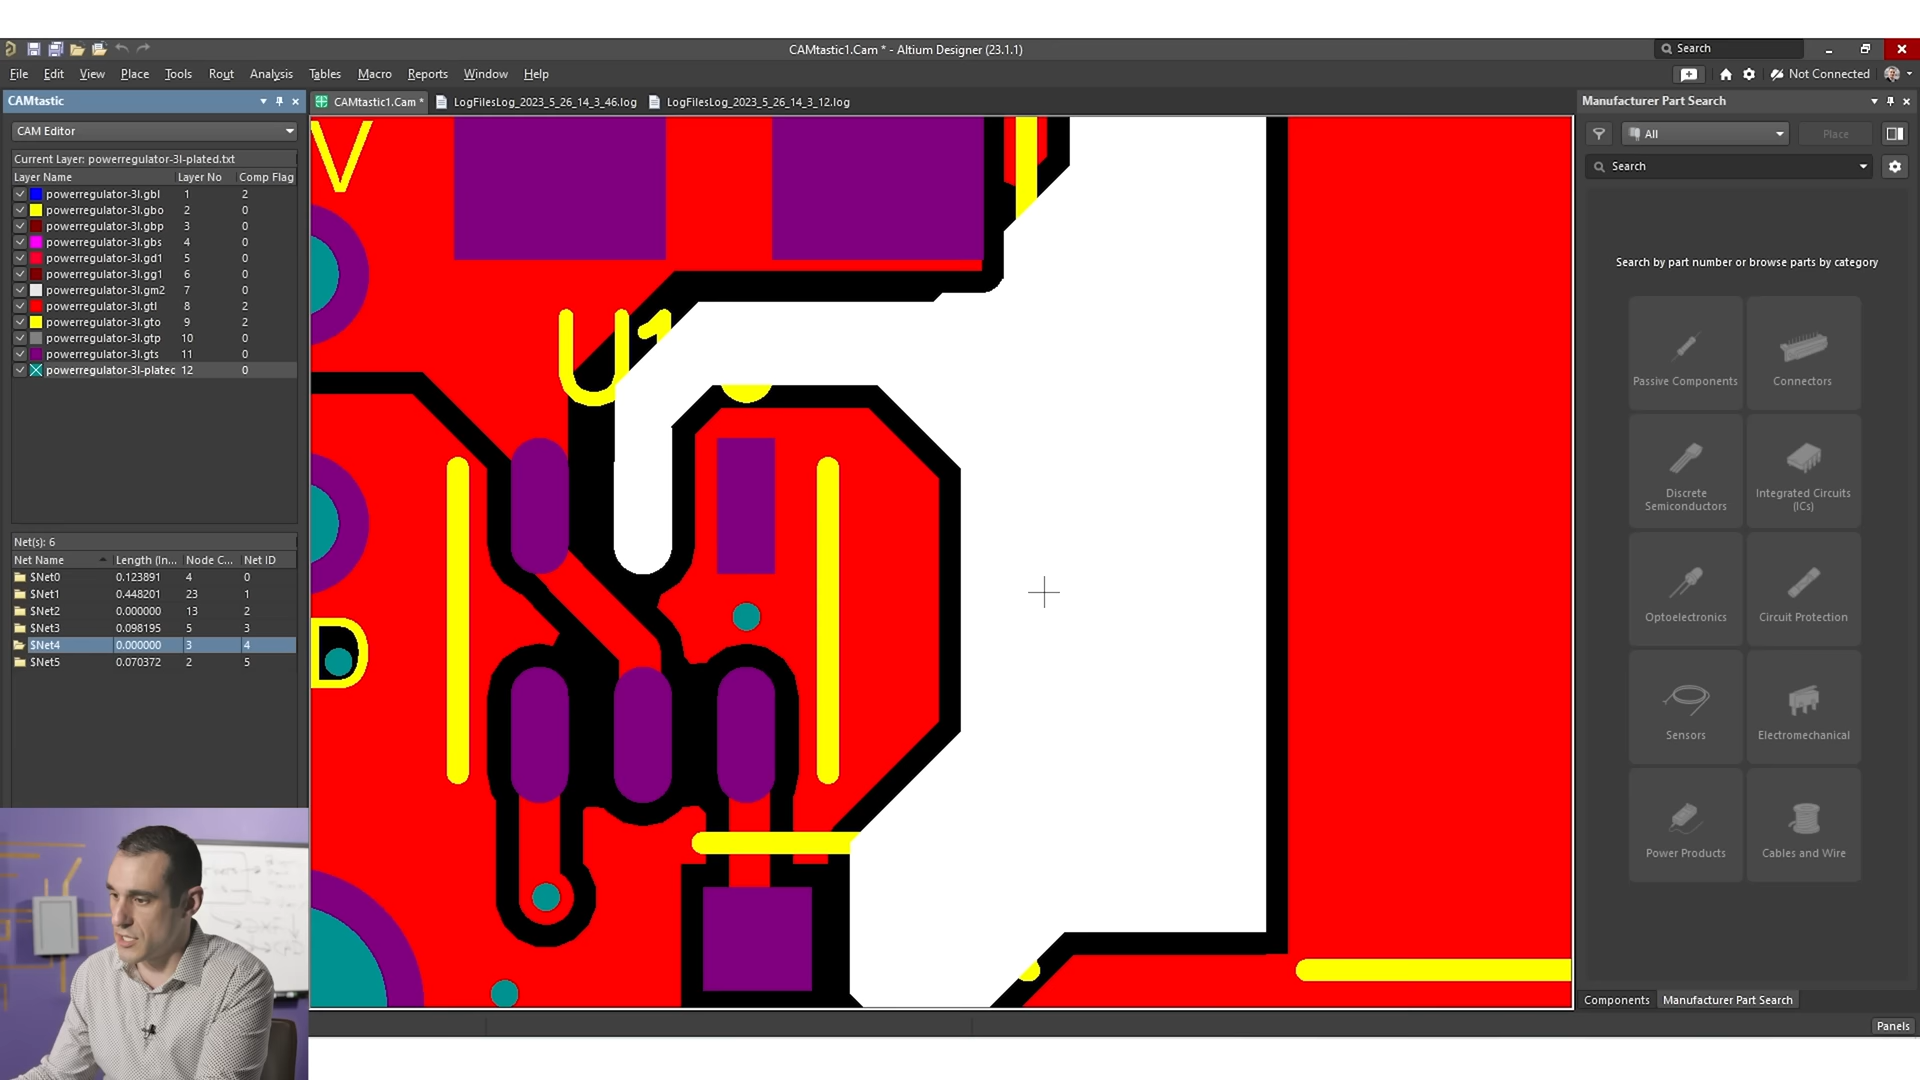 CAMtastic1.Cam * - Altium Designer (23.1.1)
Search
File Edit View Place Tools Rout Analysis Tables Macro Reports Window Help
Not Connected
CAMtastic
CAMtastic1.Cam *
LogFilesLog_2023_5_26_14_3_46.log
LogFilesLog_2023_5_26_14_3_12.log
Manufacturer Part Search
CAM Editor
All
Place
Current Layer: powerregulator-3l-plated.txt
Search
Layer Name Layer No Comp Flag
powerregulator-3l.gbl 1 2
powerregulator-3l.gbo 2 0
powerregulator-3l.gbp 3 0
powerregulator-3l.gbs 4 0
powerregulator-3l.gd1 5 0
powerregulator-3l.gg1 6 0
powerregulator-3l.gm2 7 0
powerregulator-3l.gtl 8 2
powerregulator-3l.gto 9 2
powerregulator-3l.gtp 10 0
powerregulator-3l.gts 11 0
powerregulator-3l-platec 12 0
V
U1
D
Search by part number or browse parts by category
Passive Components
Connectors
Discrete
Semiconductors
Integrated Circuits
(ICs)
Optoelectronics
Circuit Protection
Sensors
Electromechanical
Power Products
Cables and Wire
Net(s): 6
Net Name Length (In... Node C... Net ID
$Net0 0.123891 4 0
$Net1 0.448201 23 1
$Net2 0.000000 13 2
$Net3 0.098195 5 3
$Net4 0.000000 3 4
$Net5 0.070372 2 5
Components
Manufacturer Part Search
Panels